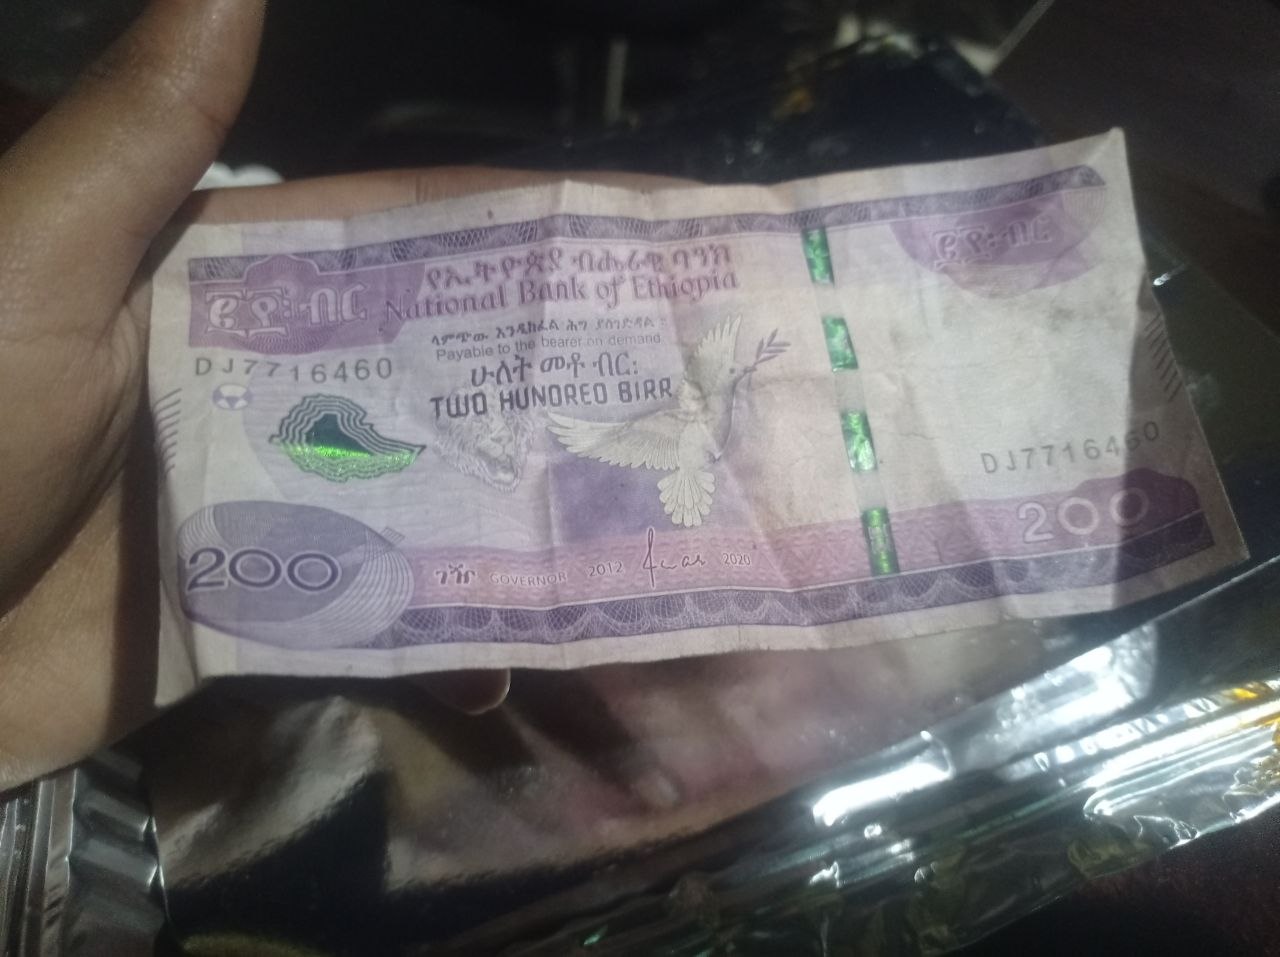 የኢትዮጵያ ብሔራዊ ባንክ
National Bank of Ethiopia
፪፻ ብር
፪፻ ብር
ላምጭው እንዲከፈል ሕግ ያስገድዳል ፡፡
Payable to the bearer on demand
ሁለት መቶ ብር፡
TWO HUNDRED BIRR
DJ7716460
DJ7716460
200
200
ገዥ GOVERNOR 2012 2020